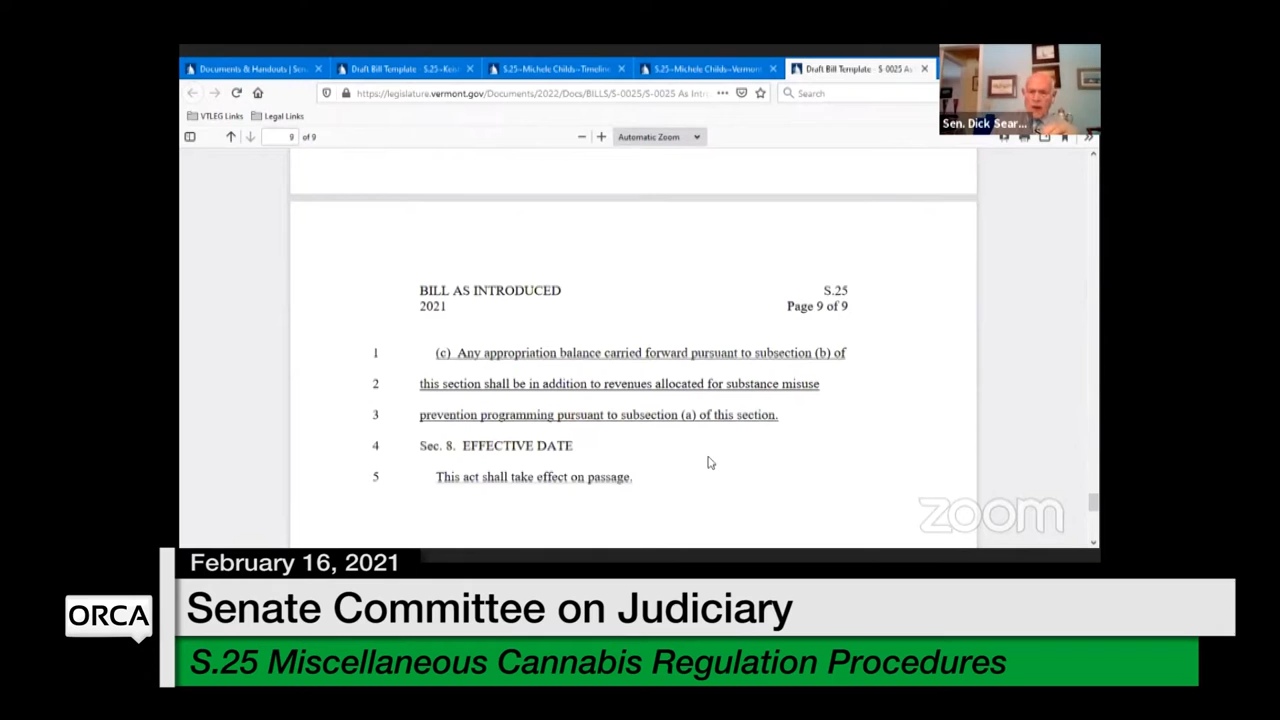 Documents & Handouts | Sen
Draft Bill Template - S.25~Keis
S.25~Michele Childs~Timeline
S.25~Michele Childs~Vermont
Draft Bill Template - S-0025 As
https://legislature.vermont.gov/Documents/2022/Docs/BILLS/S-0025/S-0025 As Intro
Search
VTLEG Links
Legal Links
9 of 9
Automatic Zoom
Sen. Dick Sear...
BILL AS INTRODUCED S.25
2021 Page 9 of 9
1 (c) Any appropriation balance carried forward pursuant to subsection (b) of
2 this section shall be in addition to revenues allocated for substance misuse
3 prevention programming pursuant to subsection (a) of this section.
4 Sec. 8. EFFECTIVE DATE
5 This act shall take effect on passage.
zoom
February 16, 2021
ORCA
Senate Committee on Judiciary
S.25 Miscellaneous Cannabis Regulation Procedures